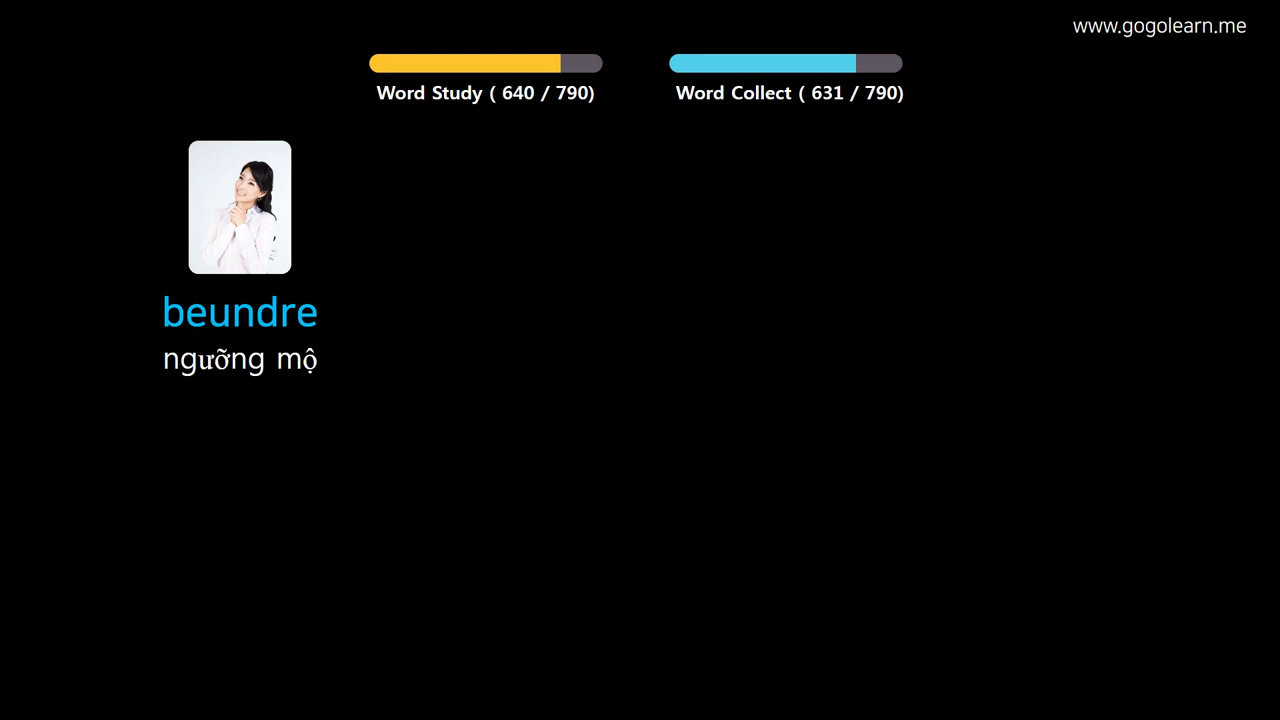 www.gogolearn.me
Word Study ( 640 / 790)
Word Collect ( 631 / 790)
beundre
ngưỡng mộ